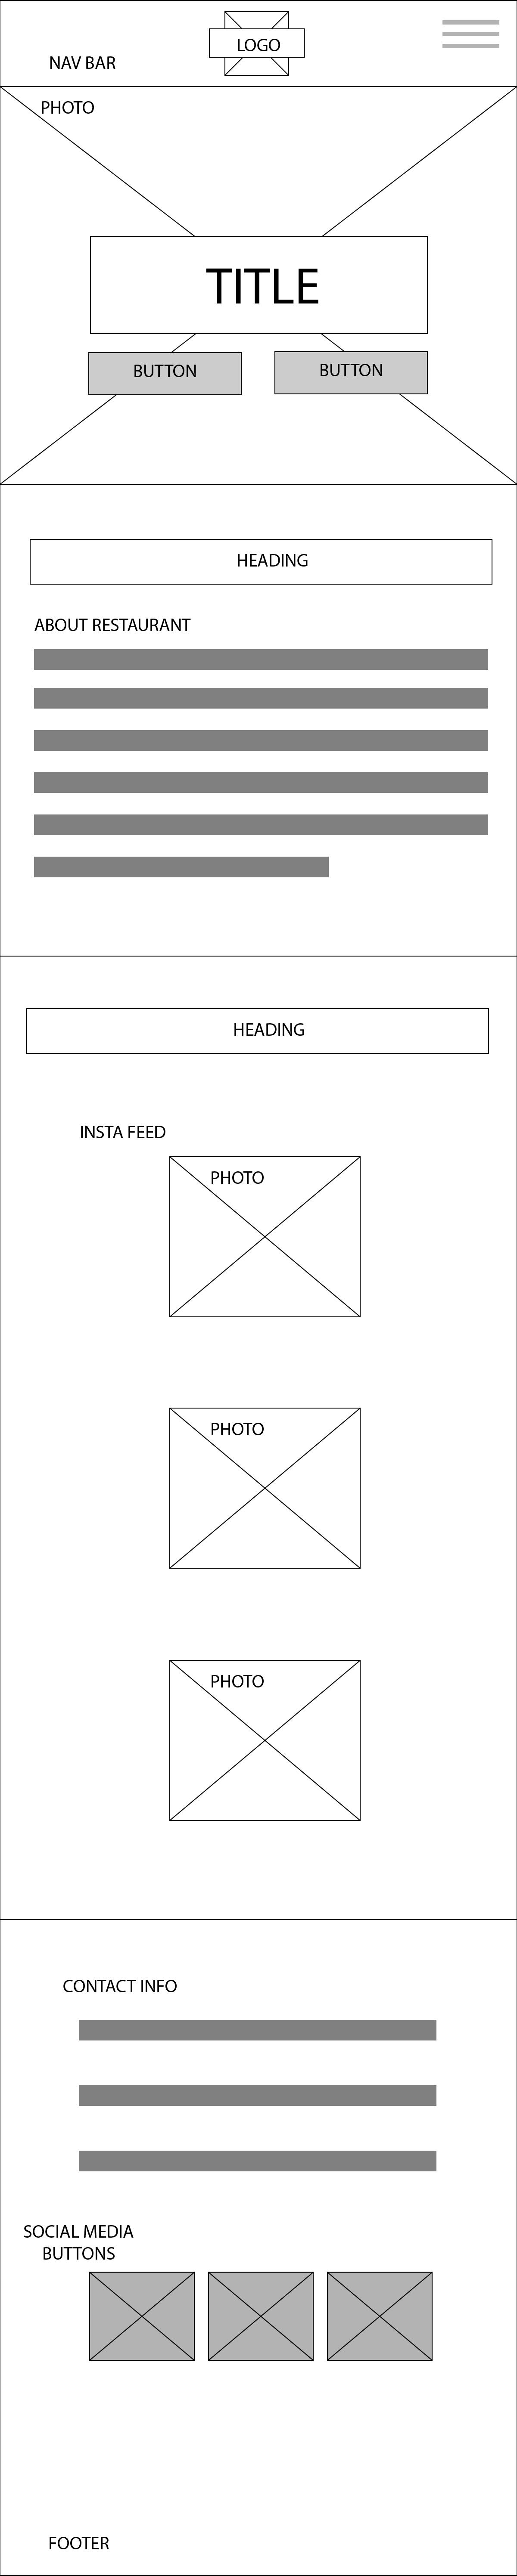 LOGO
NAV BAR
PHOTO
TITLE
BUTTON
BUTTON
HEADING
ABOUT RESTAURANT
HEADING
INSTA FEED
PHOTO
PHOTO
PHOTO
CONTACT INFO
SOCIAL MEDIA
BUTTONS
FOOTER